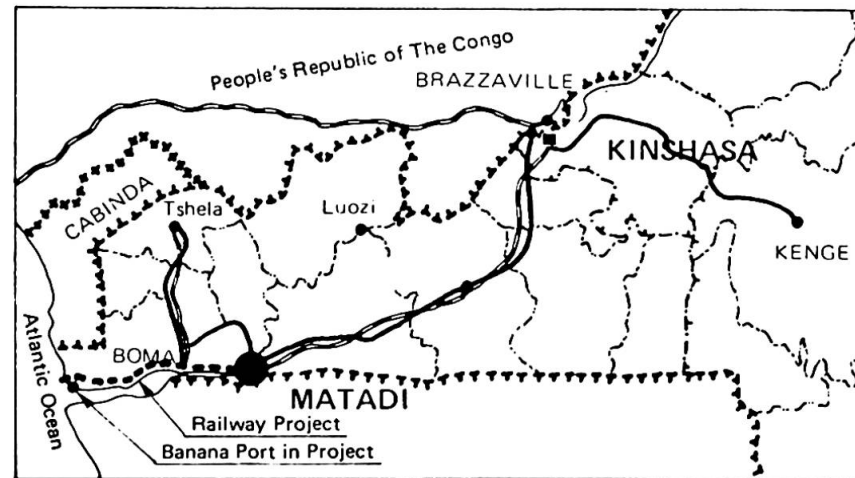 People's Republic of The Congo
BRAZZAVILLE
KINSHASA
CABINDA
Tshela
Luozi
KENGE
Atlantic Ocean
BOMA
MATADI
Railway Project
Banana Port in Project